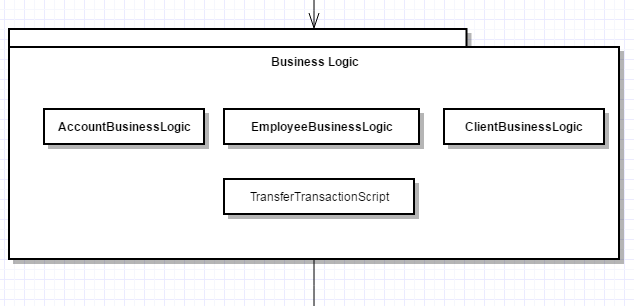 Business Logic
AccountBusinessLogic
EmployeeBusinessLogic
ClientBusinessLogic
TransferTransactionScript